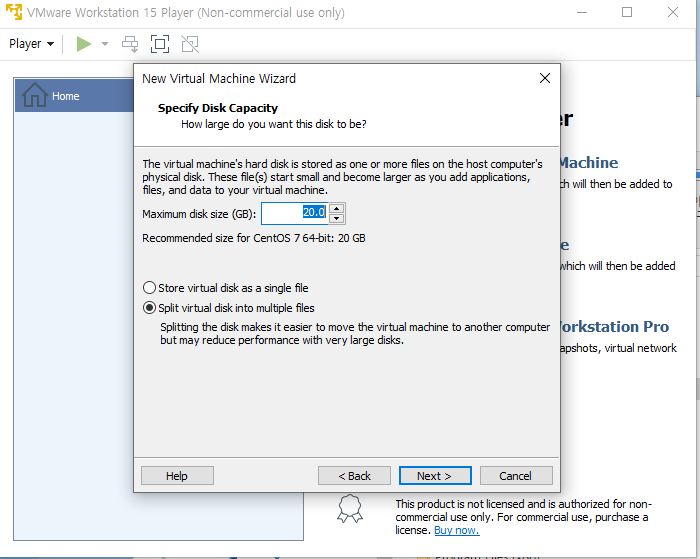 VMware Workstation 15 Player (Non-commercial use only)
Player
Home
New Virtual Machine Wizard
Specify Disk Capacity
How large do you want this disk to be?
The virtual machine's hard disk is stored as one or more files on the host computer's
physical disk. These file(s) start small and become larger as you add applications,
files, and data to your virtual machine.
Maximum disk size (GB): 20.0
Recommended size for CentOS 7 64-bit: 20 GB
Store virtual disk as a single file
Split virtual disk into multiple files
Splitting the disk makes it easier to move the virtual machine to another computer
but may reduce performance with very large disks.
Help
< Back
Next >
Cancel
er
Machine
ch will then be added to
e
which will then be added
orkstation Pro
apshots, virtual network
This product is not licensed and is authorized for non-
commercial use only. For commercial use, purchase a
license. Buy now.